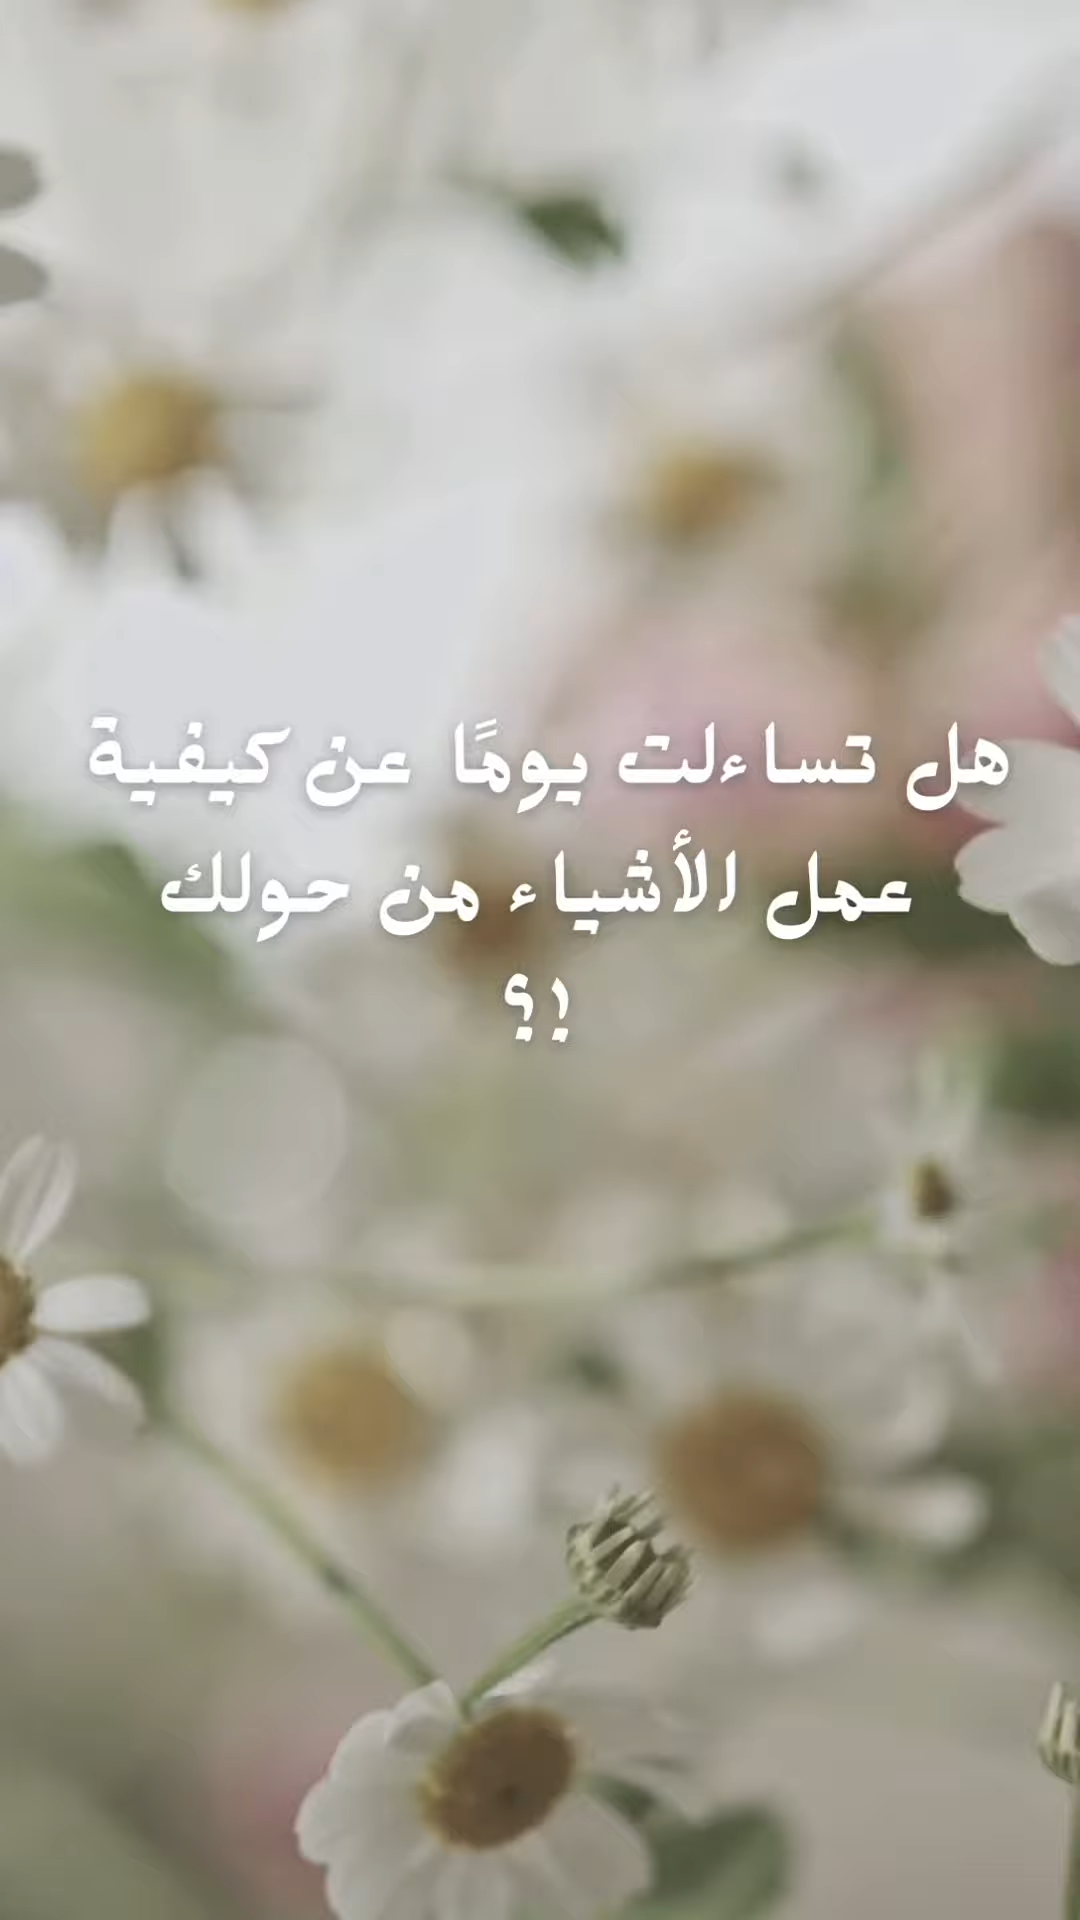 هل تساءلت يومًا عن كيفية
عمل الأشياء من حولك
!؟